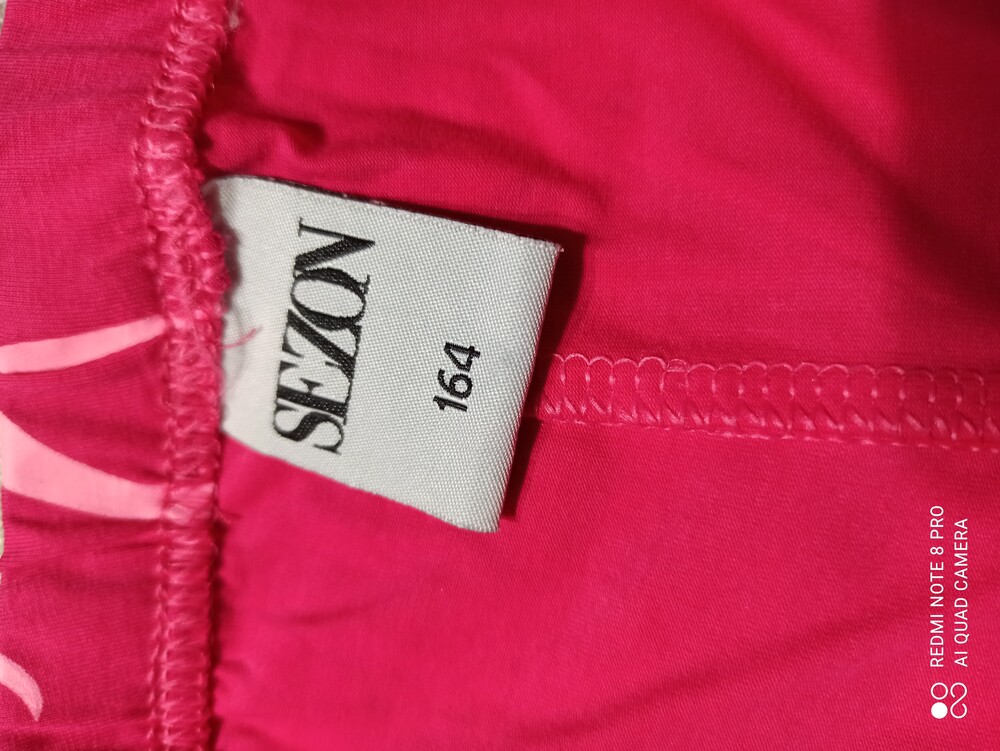 SEZON
164
REDMI NOTE 8 PRO
AI QUAD CAMERA